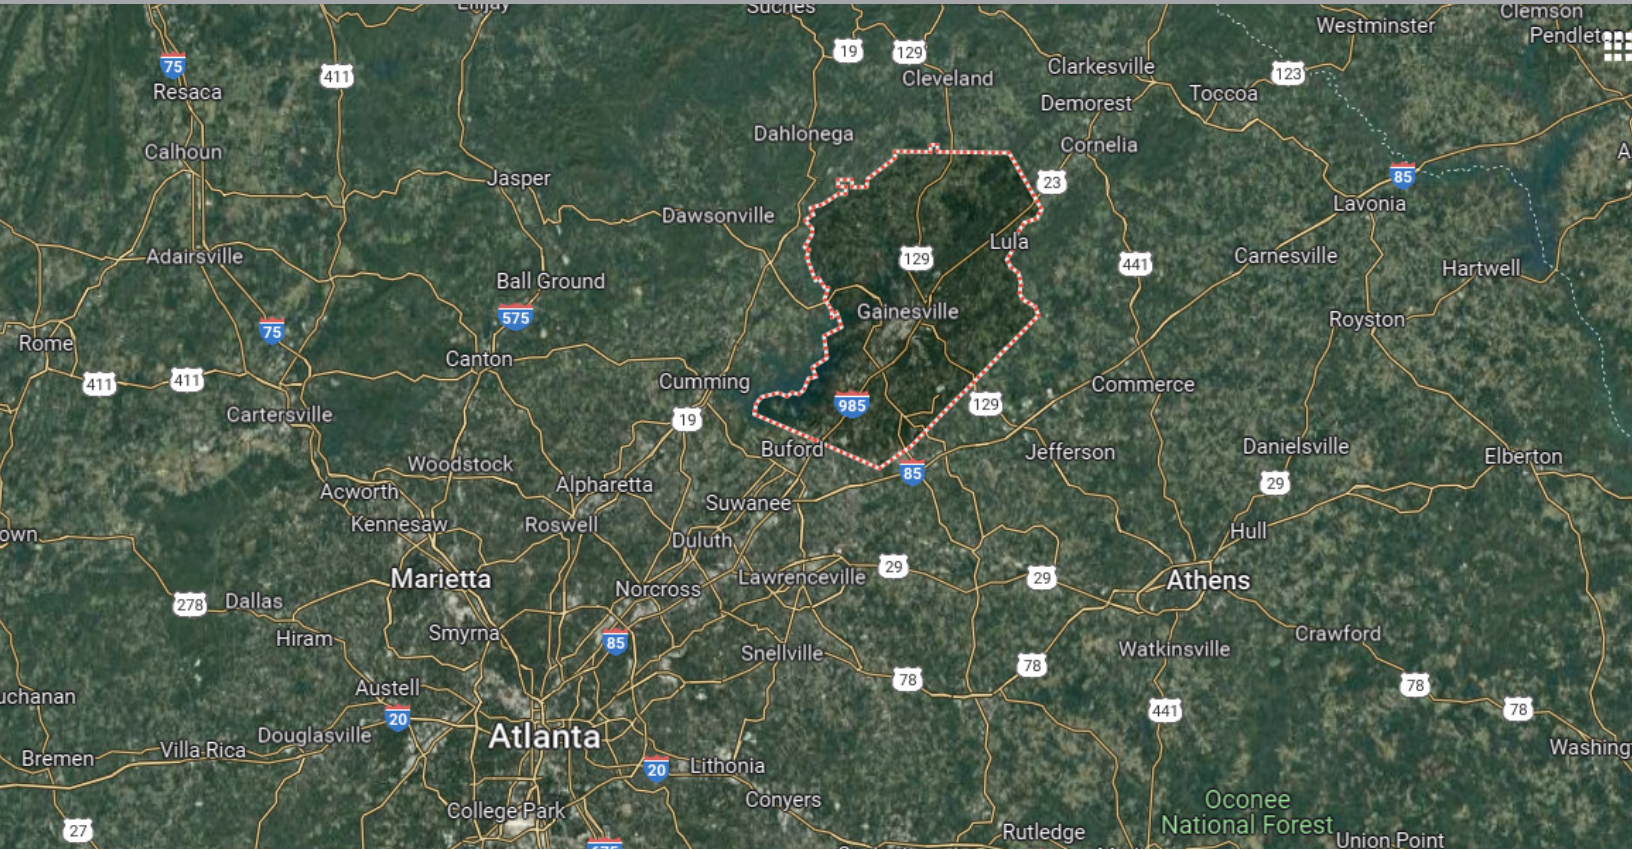 Ellijay
Suches
Clemson
Westminster
19
129
75
411
Clarkesville
123
Cleveland
Resaca
Demorest
Toccoa
Dahlonega
Calhoun
Cornelia
Jasper
23
85
Lavonia
Dawsonville
Lula
Adairsville
129
441
Carnesville
Hartwell
Ball Ground
Gainesville
575
Royston
75
Rome
Canton
411
411
Cumming
Commerce
985
129
Cartersville
19
Buford
Jefferson
Danielsville
Elberton
Woodstock
85
Acworth
Alpharetta
29
Suwanee
Kennesaw
Roswell
Hull
own
Duluth
29
Marietta
Norcross
Lawrenceville
29
Athens
278
Dallas
Hiram
Smyrna
85
Crawford
Snellville
Watkinsville
78
78
78
Austell
uchanan
441
78
20
Douglasville
Atlanta
Villa Rica
Bremen
Washing
20
Lithonia
College Park
Conyers
Oconee
National Forest
27
Rutledge
Union Point